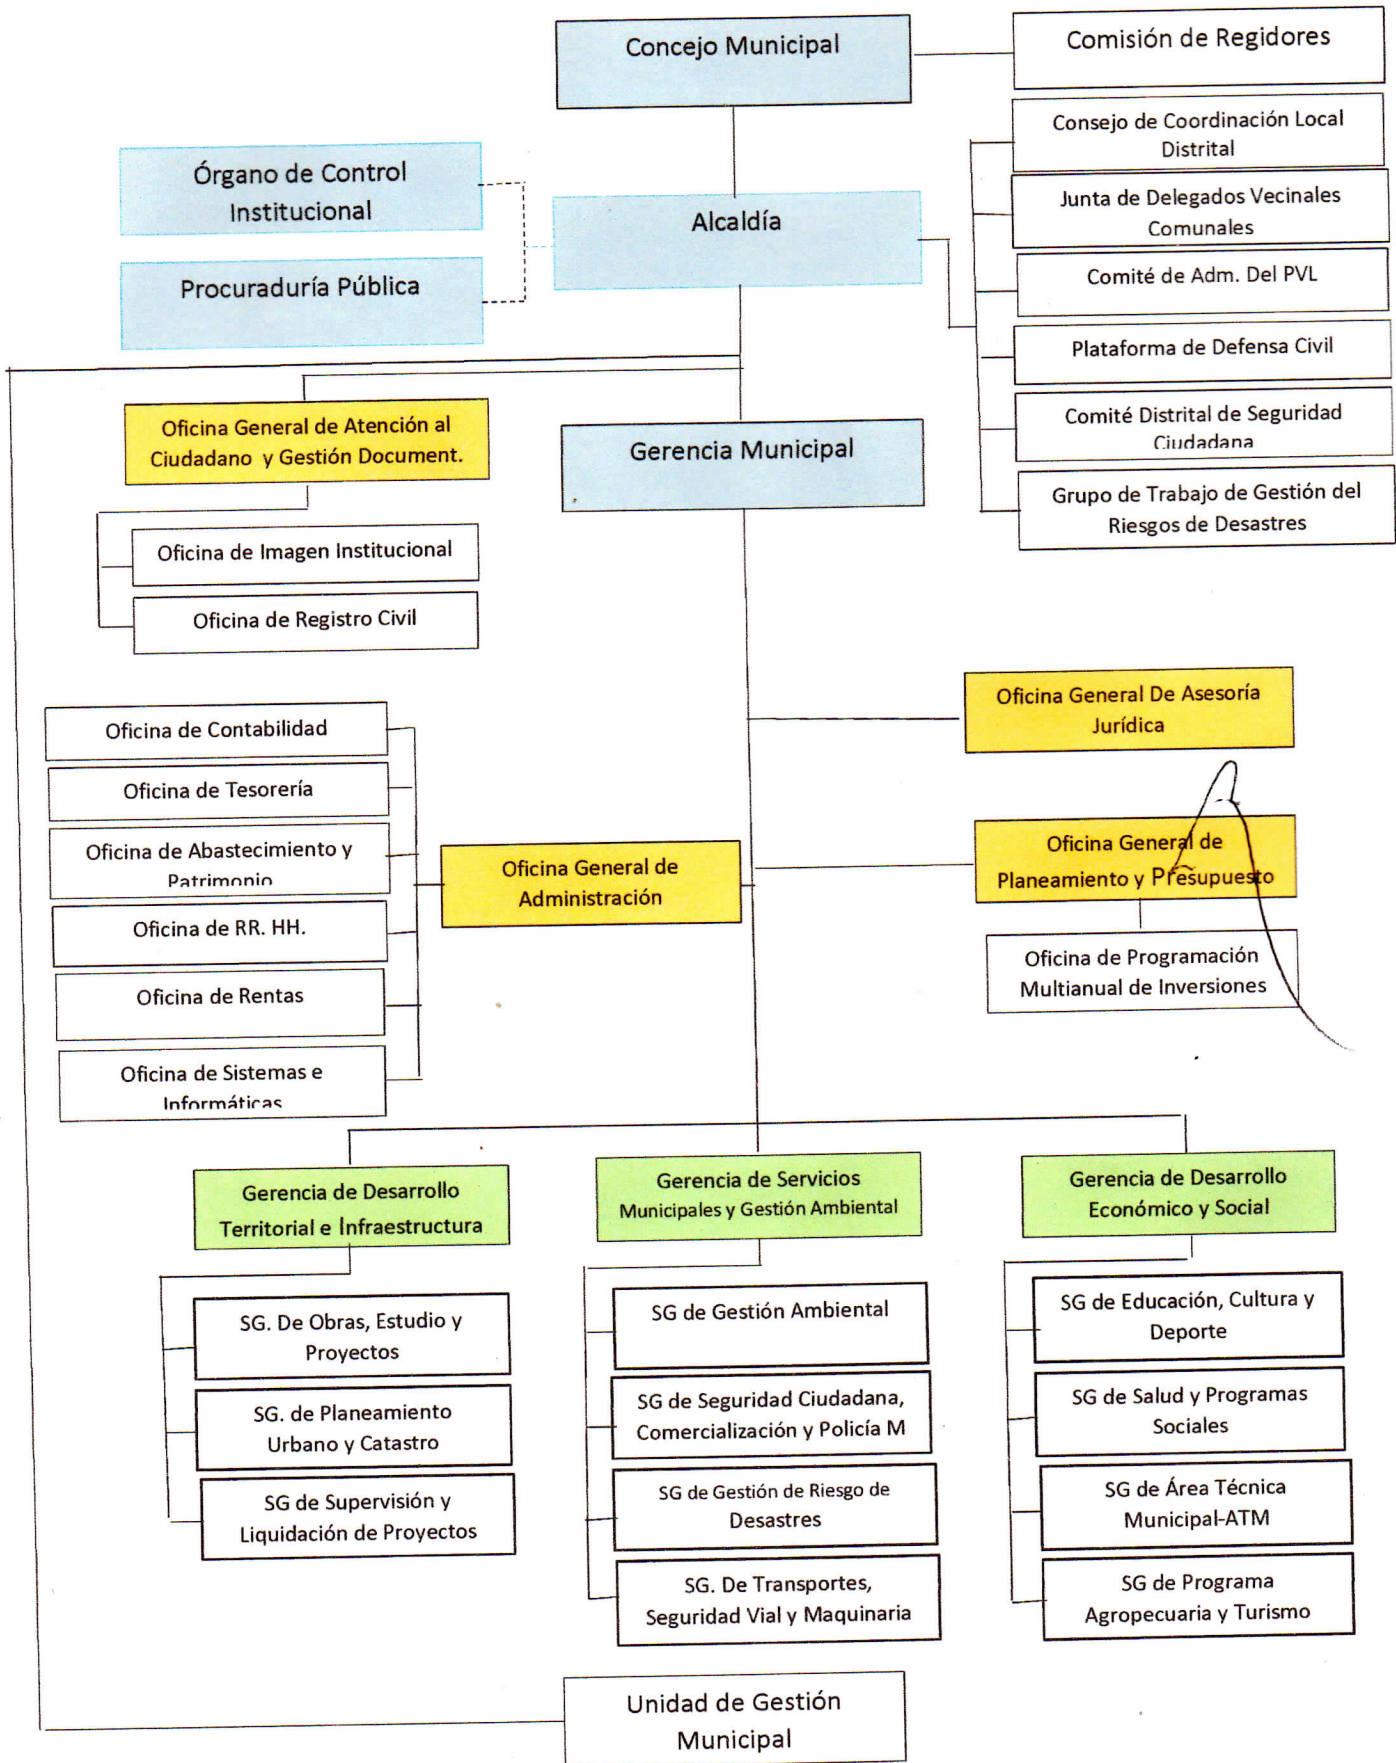 Concejo Municipal
Comisión de Regidores
Consejo de Coordinación Local
Distrital
Órgano de Control
Institucional
Junta de Delegados Vecinales
Comunales
Alcaldía
Procuraduría Pública
Comité de Adm. Del PVL
Plataforma de Defensa Civil
Comité Distrital de Seguridad
Ciudadana
Grupo de Trabajo de Gestión del
Riesgos de Desastres
Oficina General de Atención al
Ciudadano y Gestión Document.
Gerencia Municipal
Oficina de Imagen Institucional
Oficina de Registro Civil
Oficina General De Asesoría
Jurídica
Oficina de Contabilidad
Oficina de Tesorería
Oficina de Abastecimiento y
Patrimonio
Oficina de RR. HH.
Oficina de Rentas
Oficina de Sistemas e
Informáticas
Oficina General de
Administración
Oficina General de
Planeamiento y Presupuesto
Oficina de Programación
Multianual de Inversiones
Gerencia de Desarrollo
Territorial e Infraestructura
SG. De Obras, Estudio y
Proyectos
SG. de Planeamiento
Urbano y Catastro
SG de Supervisión y
Liquidación de Proyectos
Gerencia de Servicios
Municipales y Gestión Ambiental
SG de Gestión Ambiental
SG de Seguridad Ciudadana,
Comercialización y Policía M
SG de Gestión de Riesgo de
Desastres
SG. De Transportes,
Seguridad Vial y Maquinaria
Gerencia de Desarrollo
Económico y Social
SG de Educación, Cultura y
Deporte
SG de Salud y Programas
Sociales
SG de Área Técnica
Municipal-ATM
SG de Programa
Agropecuaria y Turismo
Unidad de Gestión
Municipal